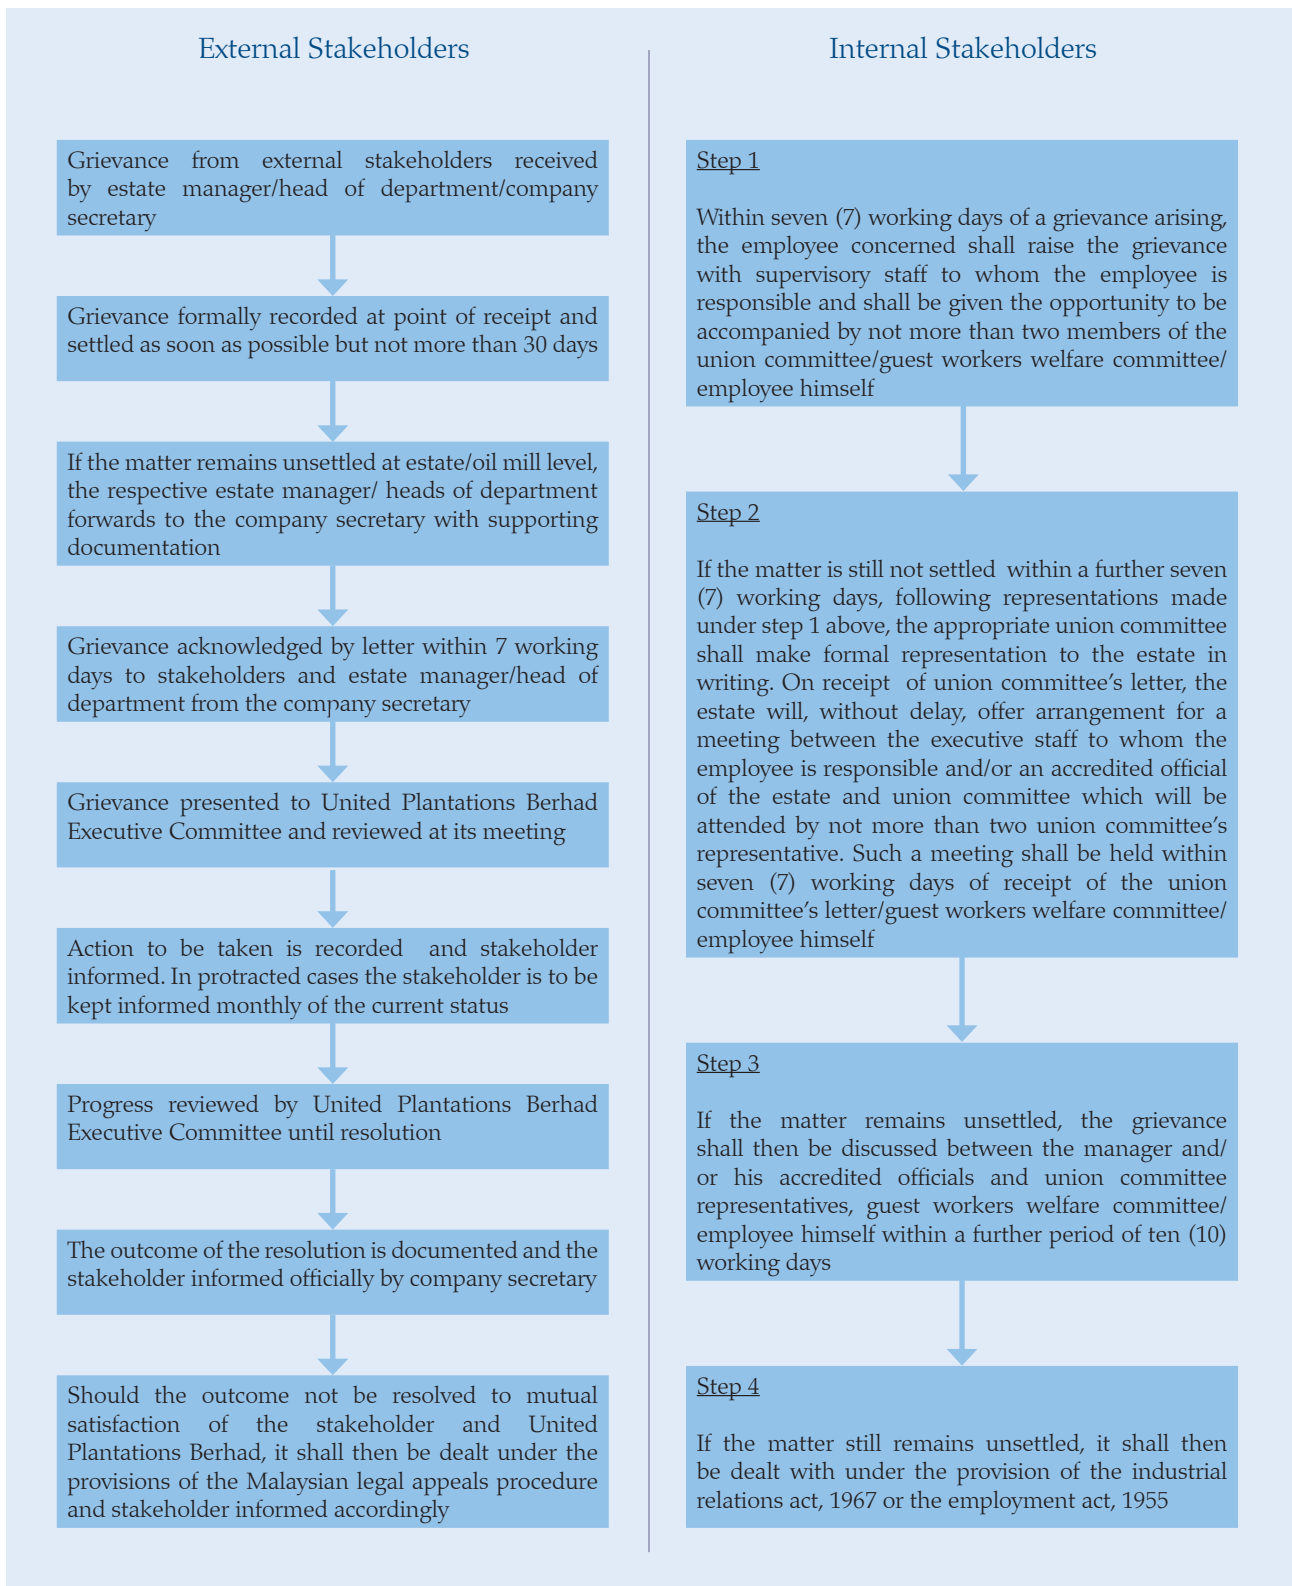 External Stakeholders
Grievance from external stakeholders received
by estate manager/head of department/company
secretary
Grievance formally recorded at point of receipt and
settled as soon as possible but not more than 30 days
If the matter remains unsettled at estate/oil mill level,
the respective estate manager/ heads of department
forwards to the company secretary with supporting
documentation
Grievance acknowledged by letter within 7 working
days to stakeholders and estate manager/head of
department from the company secretary
Grievance presented to United Plantations Berhad
Executive Committee and reviewed at its meeting
Action to be taken is recorded and stakeholder
informed. In protracted cases the stakeholder is to be
kept informed monthly of the current status
Progress reviewed by United Plantations Berhad
Executive Committee until resolution
The outcome of the resolution is documented and the
stakeholder informed officially by company secretary
Should the outcome not be resolved to mutual
satisfaction of the stakeholder and United
Plantations Berhad, it shall then be dealt under the
provisions of the Malaysian legal appeals procedure
and stakeholder informed accordingly
Internal Stakeholders
Step 1
Within seven (7) working days of a grievance arising,
the employee concerned shall raise the grievance
with supervisory staff to whom the employee is
responsible and shall be given the opportunity to be
accompanied by not more than two members of the
union committee/guest workers welfare committee/
employee himself
Step 2
If the matter is still not settled within a further seven
(7) working days, following representations made
under step 1 above, the appropriate union committee
shall make formal representation to the estate in
writing. On receipt of union committee's letter, the
estate will, without delay, offer arrangement for a
meeting between the executive staff to whom the
employee is responsible and/or an accredited official
of the estate and union committee which will be
attended by not more than two union committee's
representative. Such a meeting shall be held within
seven (7) working days of receipt of the union
committee's letter/guest workers welfare committee/
employee himself
Step 3
If the matter remains unsettled, the grievance
shall then be discussed between the manager and/
or his accredited officials and union committee
representatives, guest workers welfare committee/
employee himself within a further period of ten (10)
working days
Step 4
If the matter still remains unsettled, it shall then
be dealt with under the provision of the industrial
relations act, 1967 or the employment act, 1955